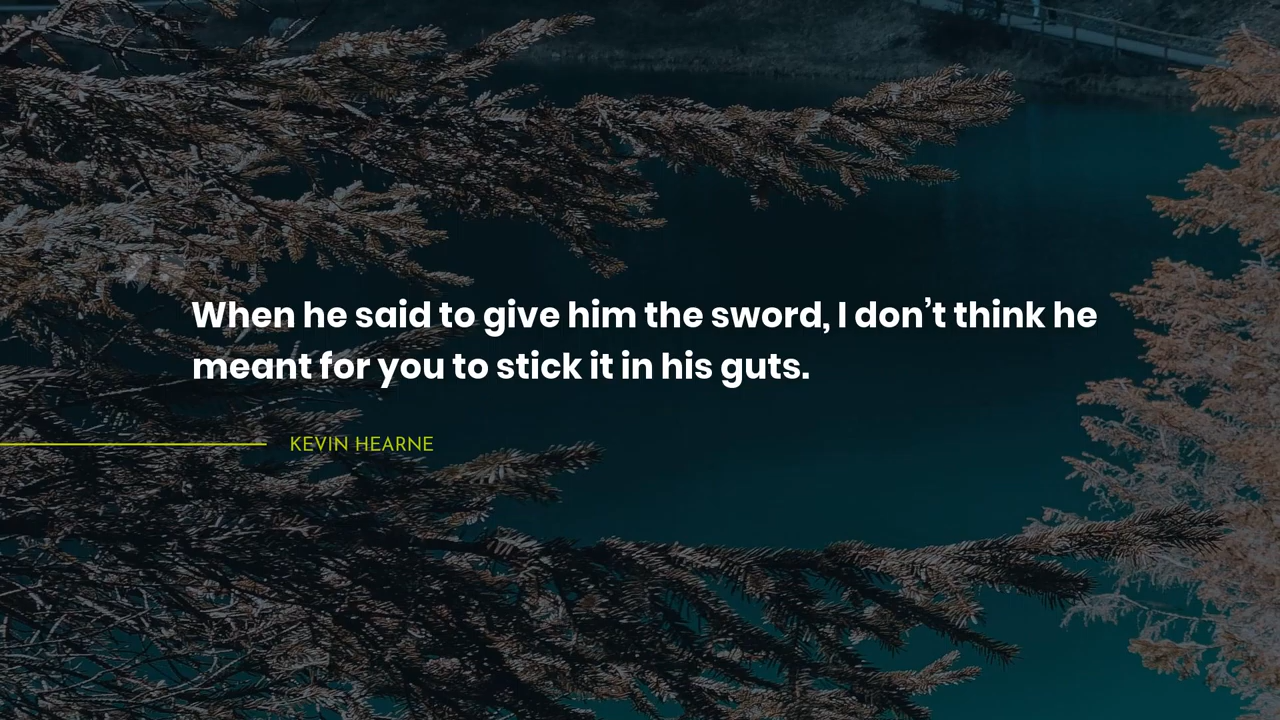 When he said to give him the sword, I don’t think he
meant for you to stick it in his guts.
KEVIN HEARNE